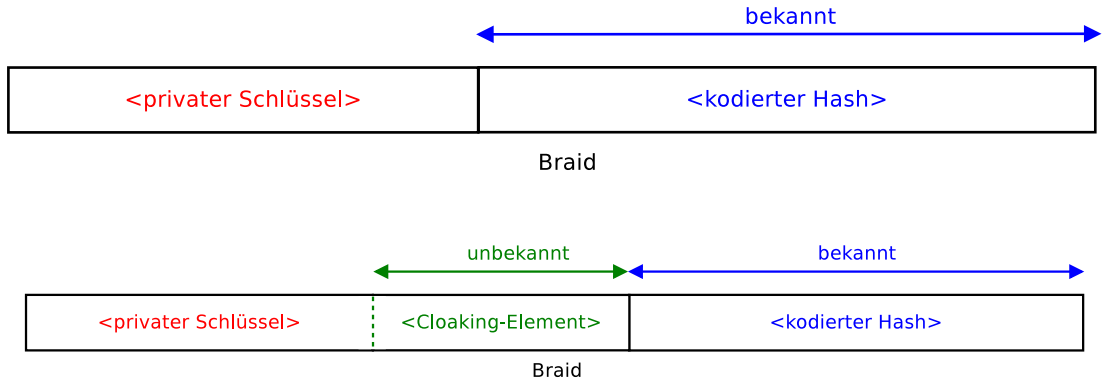 bekannt
<privater Schlüssel> <kodierter Hash>
Braid
unbekannt bekannt
<privater Schlüssel> <Cloaking-Element> <kodierter Hash>
Braid